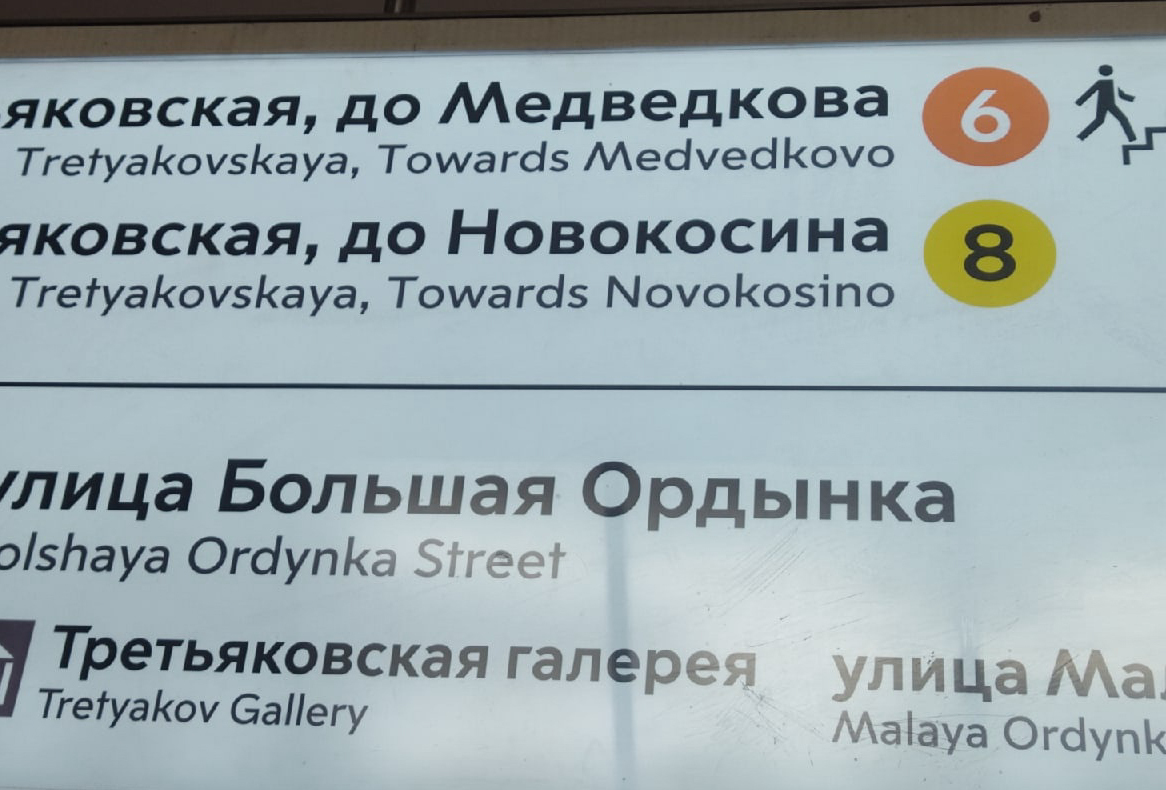 яковская, до Медведкова 6
Tretyakovskaya, Towards Medvedkovo
яковская, до Новокосина 8
Tretyakovskaya, Towards Novokosino
улица Большая Ордынка
olshaya Ordynka Street
Третьяковская галерея улица Мал
Tretyakov Gallery Malaya Ordynk